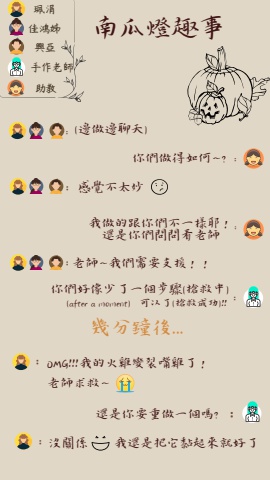 南瓜燈趣事
鳳涓
佳鴻姊
興亞
手作老師
助教
:(邊做邊聊天)
你們做得如何~? :
: 感覺不太妙
我做的跟你們不一樣耶!
還是你們問問看老師 :
:老師~我們需要支援!!
你們好像少了一個步驟(搶救中)
(after a moment) 可以了(搶救成功)!! :
幾分鐘後...
: OMG!!!我的火雞變裂嘴雞了!
老師求救~
還是你要重做一個嗎? :
: 沒關係 我還是把它黏起來就好了